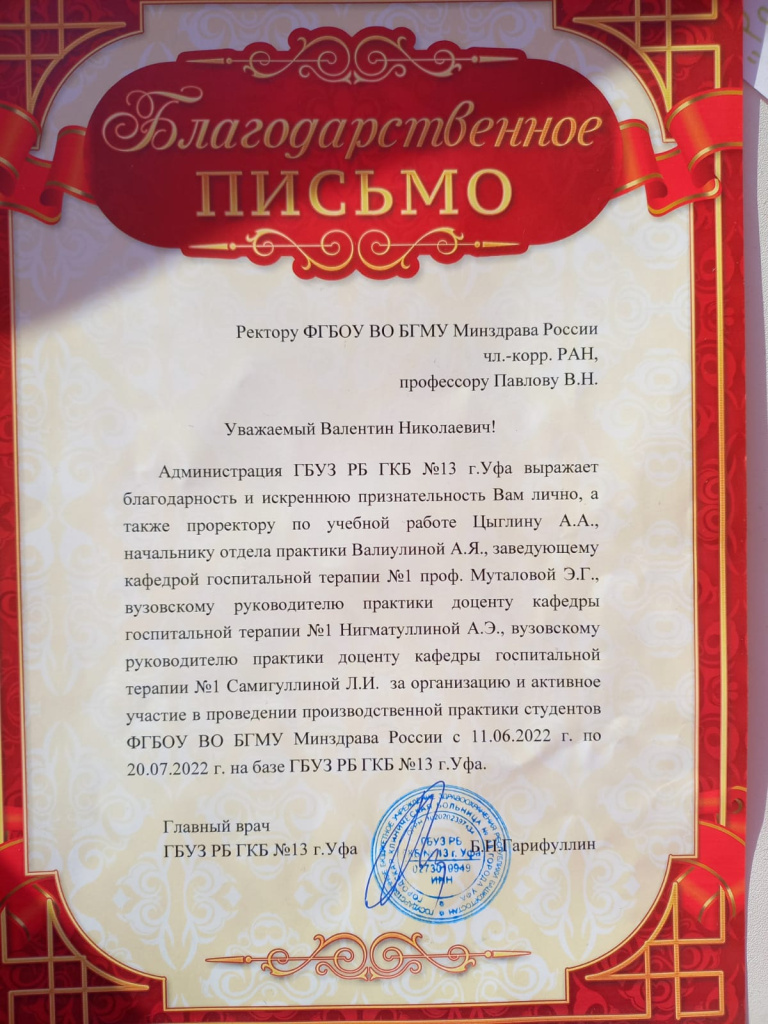 Благодарственное
ПИСЬМО
Ректору ФГБОУ ВО БГМУ Минздрава России
чл.-корр. РАН,
профессору Павлову В.Н.
Уважаемый Валентин Николаевич!
Администрация ГБУЗ РБ ГКБ №13 г.Уфа выражает
благодарность и искреннюю признательность Вам лично, а
также проректору по учебной работе Цыглину А.А.,
начальнику отдела практики Валиулиной А.Я., заведующему
кафедрой госпитальной терапии №1 проф. Муталовой Э.Г.,
вузовскому руководителю практики доценту кафедры
госпитальной терапии №1 Нигматуллиной А.Э., вузовскому
руководителю практики доценту кафедры госпитальной
терапии №1 Самигуллиной Л.И. за организацию и активное
участие в проведении производственной практики студентов
ФГБОУ ВО БГМУ Минздрава России с 11.06.2022 г. по
20.07.2022 г. на базе ГБУЗ РБ ГКБ №13 г.Уфа.
Главный врач
ГБУЗ РБ ГКБ №13 г.Уфа Б.Н.Гарифуллин
ГБУЗ РБ
№13 г. Уфа
ИНН